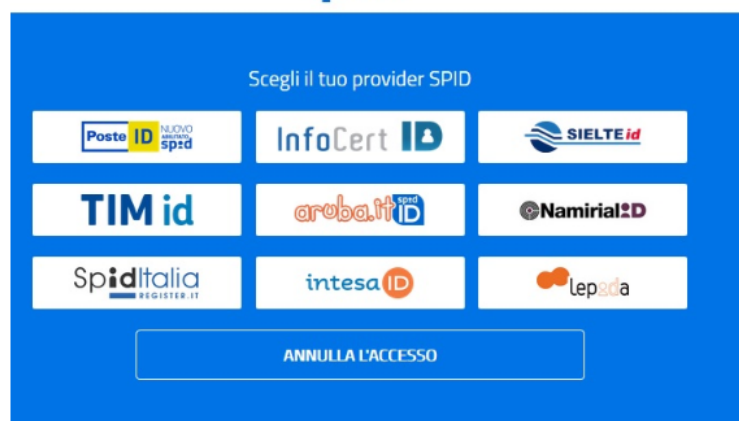 Scegli il tuo provider SPID
Poste ID NUOVO ABILITATO spid
InfoCert ID
SIELTE id
TIM id
aruba.it spid ID
Namirial ID
SpidItalia
REGISTER.IT
intesa ID
lepida
ANNULLA L'ACCESSO